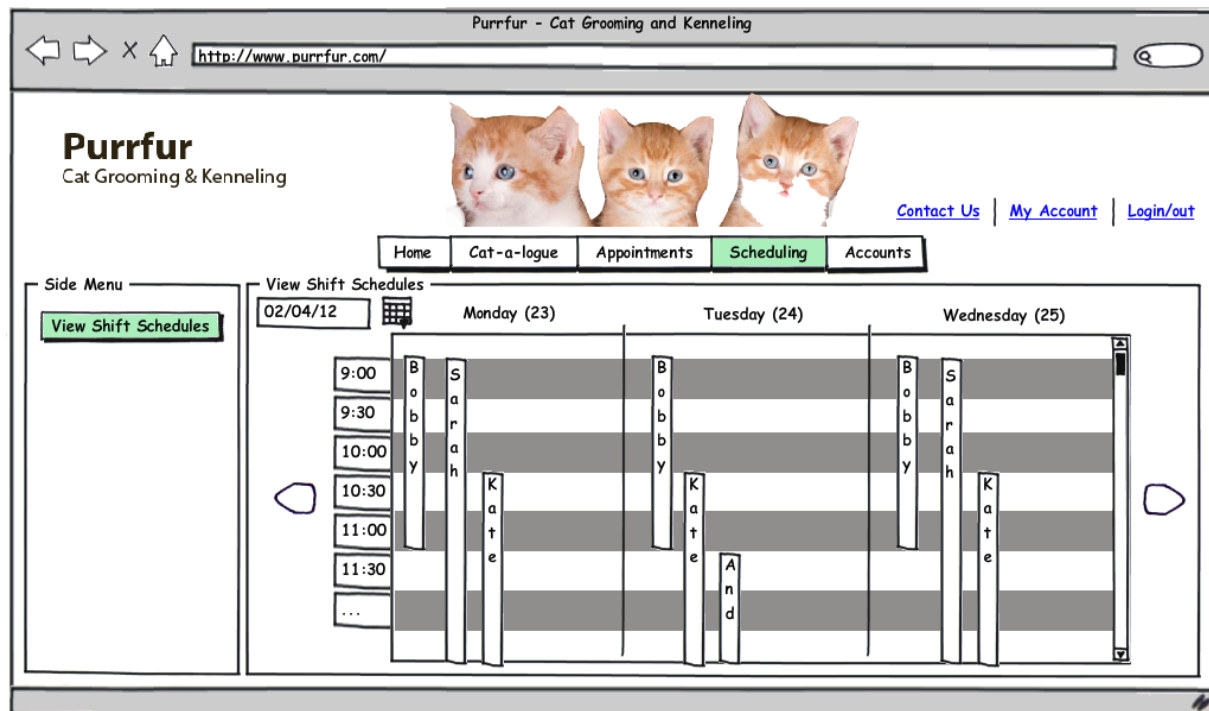 Purrfur - Cat Grooming and Kenneling
http://www.purrfur.com/
Purrfur
Cat Grooming & Kenneling
Contact Us | My Account | Login/out
Home Cat-a-logue Appointments Scheduling Accounts
Side Menu
View Shift Schedules
View Shift Schedules
02/04/12
Monday (23) Tuesday (24) Wednesday (25)
9:00
9:30
10:00
10:30
11:00
11:30
...
Bobby
Sarah
Kate
Bobby
Kate
And
Bobby
Sarah
Kate